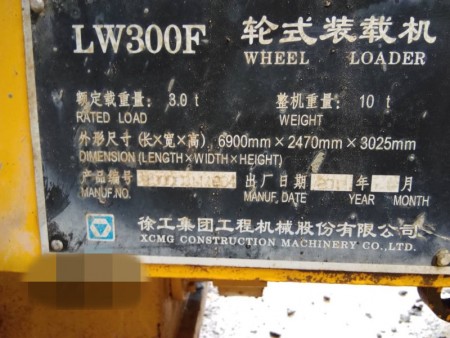 LW300F 轮式装载机
WHEEL LOADER
额定载重量: 3.0 t 整机重量: 10 t
RATED LOAD WEIGHT
外形尺寸 (长×宽×高) 6900mm×2470mm×3025mm
DIMENSION (LENGTH×WIDTH×HEIGHT)
产品编号 出厂日期 年 月
MANUF.NO. MANUF.DATE YEAR MONTH
徐工集团工程机械股份有限公司
XCMG CONSTRUCTION MACHINERY CO.,LTD.